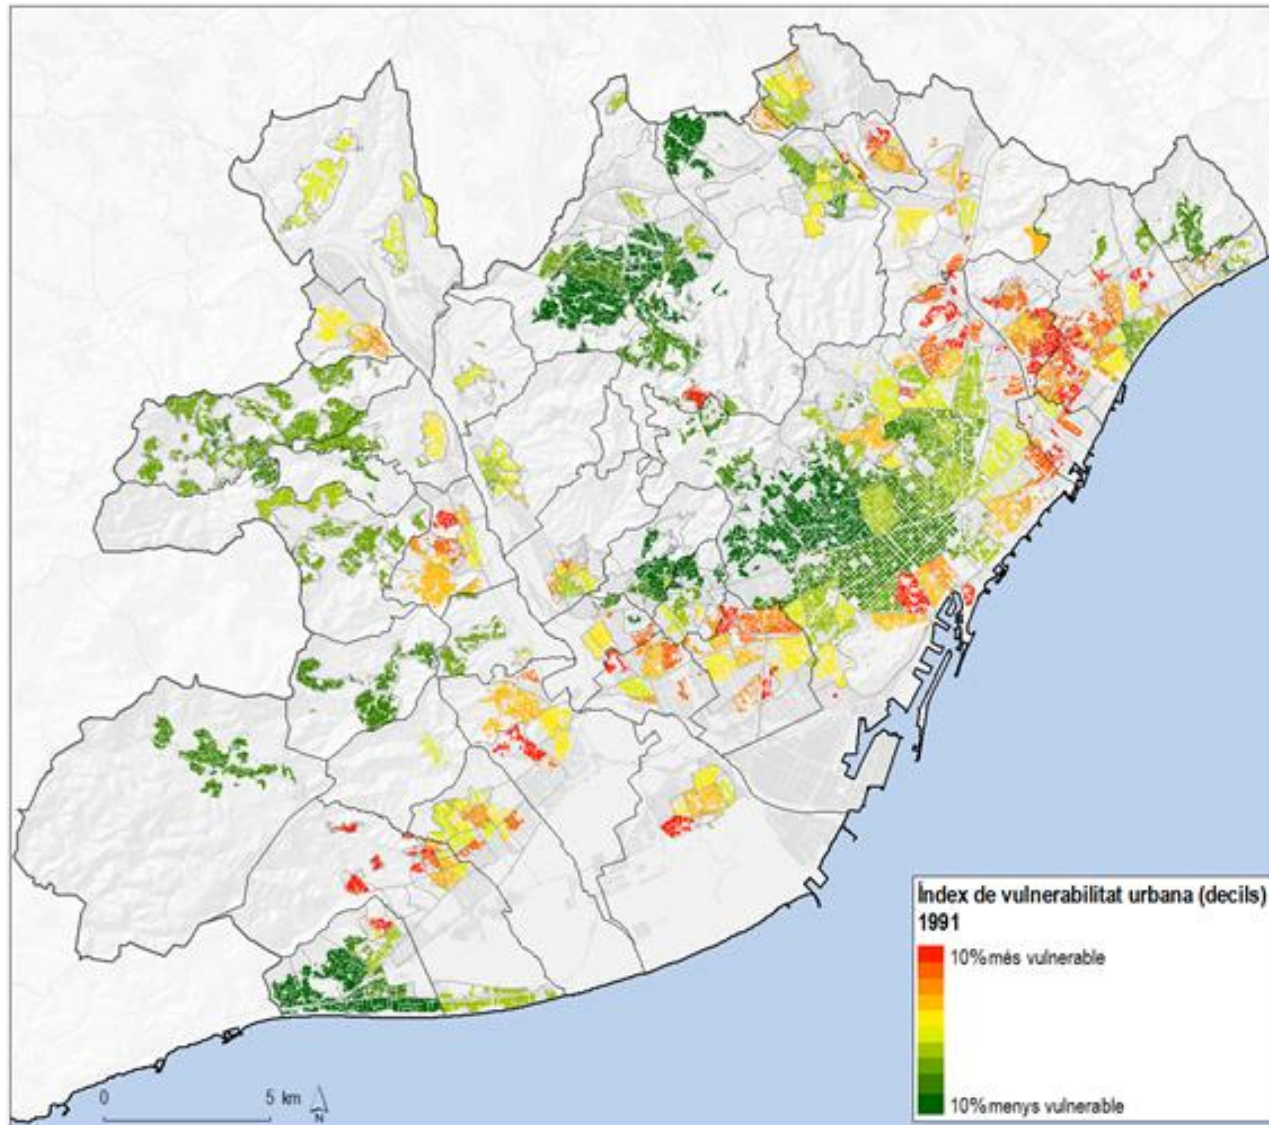 Índex de vulnerabilitat urbana (decils)
1991
10% més vulnerable
10% menys vulnerable
0 5 km
N